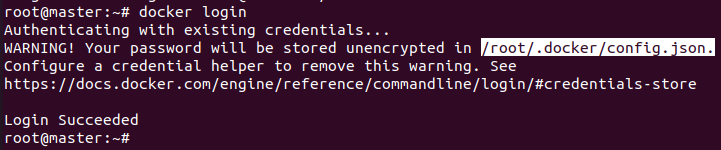 root@master:~# docker login
Authenticating with existing credentials...
WARNING! Your password will be stored unencrypted in /root/.docker/config.json.
Configure a credential helper to remove this warning. See
https://docs.docker.com/engine/reference/commandline/login/#credentials-store
Login Succeeded
root@master:~#